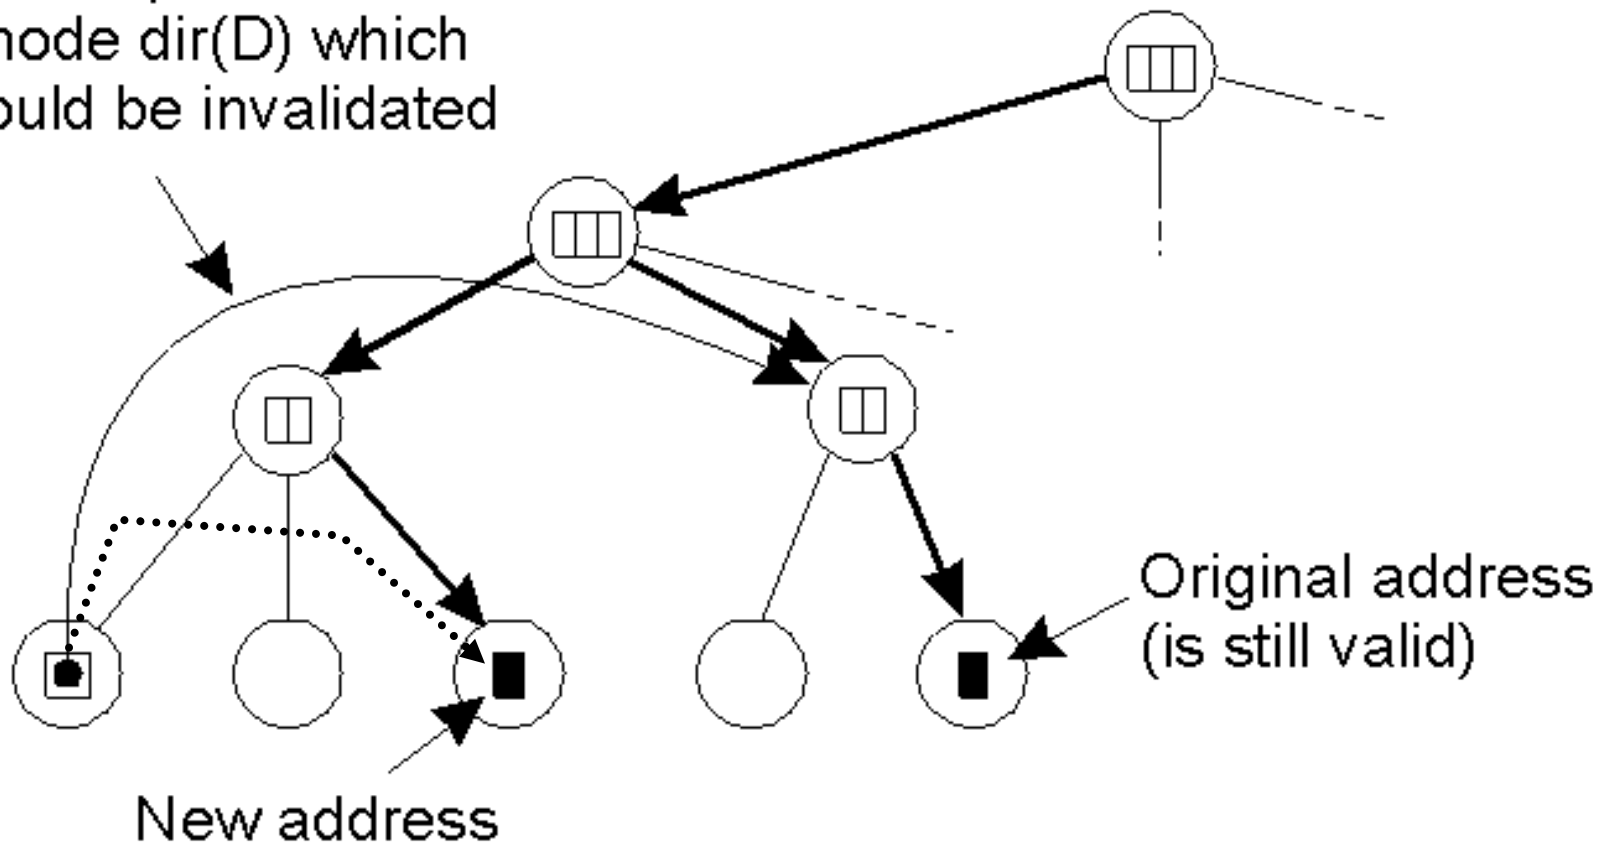 node dir(D) which
ould be invalidated
Original address
(is still valid)
New address